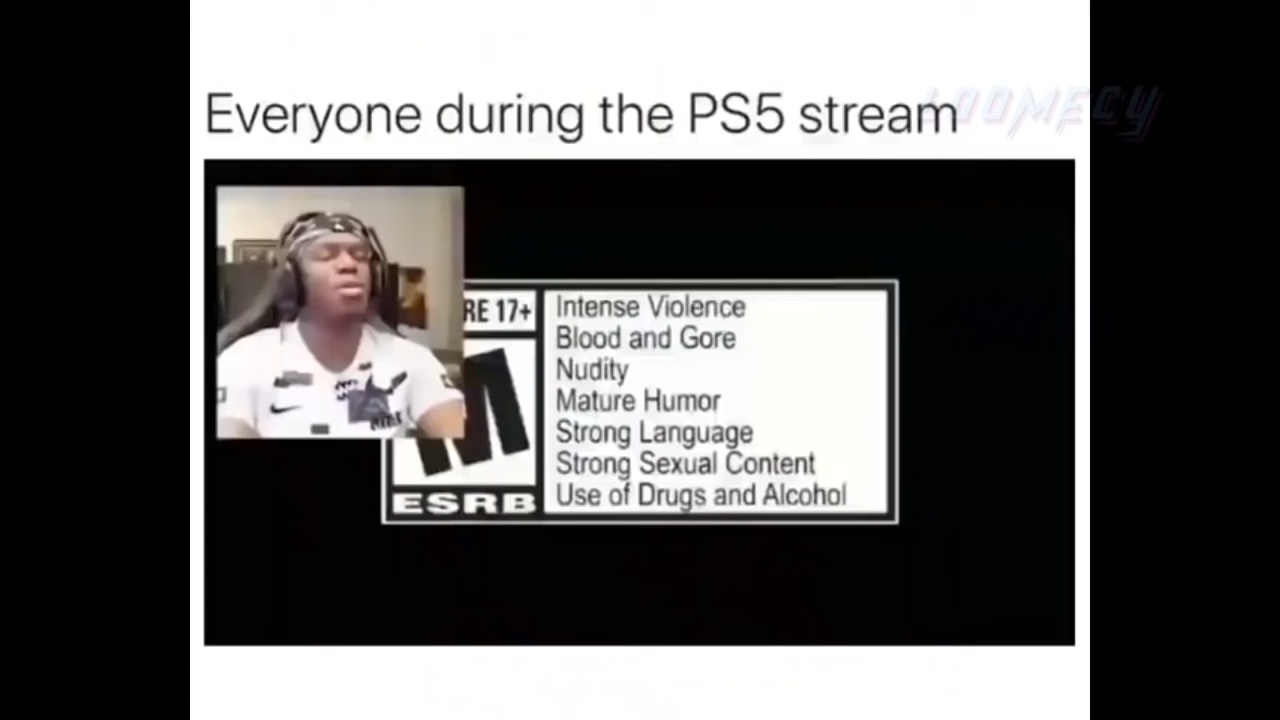 LOOMECY
Everyone during the PS5 stream
RE 17+
M
ESRB
Intense Violence
Blood and Gore
Nudity
Mature Humor
Strong Language
Strong Sexual Content
Use of Drugs and Alcohol